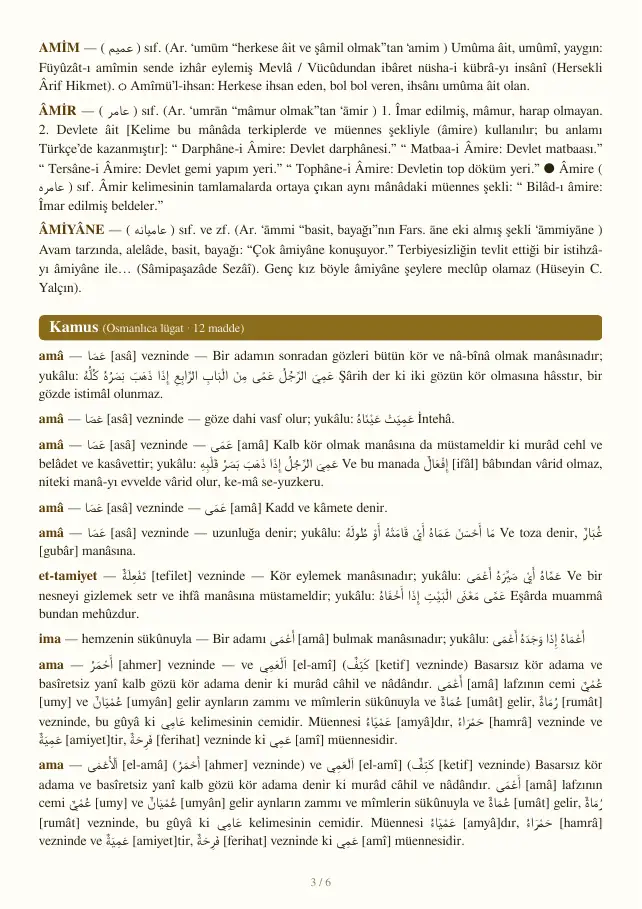 AMİM — ( عميم ) sıf. (Ar. ‘umūm “herkese âit ve şâmil olmak”tan ‘amim ) Umûma âit, umûmî, yaygın:
Füyûzât-ı amîmin sende izhâr eylemiş Mevlâ / Vücûdundan ibâret nüsha-i kübrâ-yı insânî (Hersekli
Ârif Hikmet). ○ Amîmü’l-ihsan: Herkese ihsan eden, bol bol veren, ihsânı umûma âit olan.
ÂMİR — ( عامر ) sıf. (Ar. ‘umrān “mâmur olmak”tan ‘āmir ) 1. Îmar edilmiş, mâmur, harap olmayan.
2. Devlete âit [Kelime bu mânâda terkiplerde ve müennes şekliyle (âmire) kullanılır; bu anlamı
Türkçe’de kazanmıştır]: “ Darphâne-i Âmire: Devlet darphânesi.” “ Matbaa-i Âmire: Devlet matbaası.”
“ Tersâne-i Âmire: Devlet gemi yapım yeri.” “ Tophâne-i Âmire: Devletin top döküm yeri.” ● Âmire (
عامره ) sıf. Âmir kelimesinin tamlamalarda ortaya çıkan aynı mânâdaki müennes şekli: “ Bilâd-ı âmire:
Îmar edilmiş beldeler.”
ÂMİYÂNE — ( عاميانه ) sıf. ve zf. (Ar. ‘āmmi “basit, bayağı”nın Fars. āne eki almış şekli ‘āmmiyāne )
Avam tarzında, alelâde, basit, bayağı: “Çok âmiyâne konuşuyor.” Terbiyesizliğin tevlit ettiği bir istihzâ-
yı âmiyâne ile… (Sâmipaşazâde Sezâî). Genç kız böyle âmiyâne şeylere meclûp olamaz (Hüseyin C.
Yalçın).
Kamus (Osmanlıca lügat · 12 madde)
amâ — عَصَا [asâ] vezninde — Bir adamın sonradan gözleri bütün kör ve nâ-bînâ olmak manâsınadır;
yukâlu: عَمِيَ الرَّجُلُ عَمًى مِنَ الْبَابِ الرَّابِعِ إِذَا ذَهَبَ بَصَرُهُ كُلُّهُ Şârih der ki iki gözün kör olmasına hâsstır, bir
gözde istimâl olunmaz.
amâ — عَصَا [asâ] vezninde — göze dahi vasf olur; yukâlu: عَمِيَتْ عَيْنَاهُ İntehâ.
amâ — عَصَا [asâ] vezninde — عَمَى [amâ] Kalb kör olmak manâsına da müstameldir ki murâd cehl ve
belâdet ve kasâvettir; yukâlu: عَمِيَ الرَّجُلُ إِذَا ذَهَبَ بَصَرُ قَلْبِهِ Ve bu manada إِفْعَالٌ [ifâl] bâbından vârid olmaz,
niteki manâ-yı evvelde vârid olur, ke-mâ se-yuzkeru.
amâ — عَصَا [asâ] vezninde — عَمَى [amâ] Kadd ve kâmete denir.
amâ — عَصَا [asâ] vezninde — uzunluğa denir; yukâlu: مَا أَحْسَنَ عَمَاهُ أَيْ قَامَتَهُ أَوْ طُولَهُ Ve toza denir, غُبَارٌ
[gubâr] manâsına.
et-tamiyet — تَفْعِلَةٌ [tefilet] vezninde — Kör eylemek manâsınadır; yukâlu: عَمَّاهُ أَيْ صَيَّرَهُ أَعْمَى Ve bir
nesneyi gizlemek setr ve ihfâ manâsına müstameldir; yukâlu: عَمَّى مَعْنَى الْبَيْتِ إِذَا أَخْفَاهُ Eşârda muammâ
bundan mehûzdur.
ima — hemzenin sükûnuyla — Bir adamı أَعْمَى [amâ] bulmak manâsınadır; yukâlu: أَعْمَاهُ إِذَا وَجَدَهُ أَعْمَى
ama — أَحْمَرُ [ahmer] vezninde — ve اَلْعَمِي [el-amî] (كَتِفٌ [ketif] vezninde) Basarsız kör adama ve
basîretsiz yanî kalb gözü kör adama denir ki murâd câhil ve nâdândır. أَعْمَى [amâ] lafzının cemi عُمْيٌ
[umy] ve عُمْيَانٌ [umyân] gelir aynların zammı ve mîmlerin sükûnuyla ve عُمَاةٌ [umât] gelir, رُمَاةٌ [rumât]
vezninde, bu gûyâ ki عَامِي kelimesinin cemidir. Müennesi عَمْيَاءُ [amyâ]dır, حَمْرَاءُ [hamrâ] vezninde ve
عَمِيَةٌ [amiyet]tir, فَرِحَةٌ [ferihat] vezninde ki عَمِي [amî] müennesidir.
ama — اَلْأَعْمَى [el-amâ] (أَحْمَرُ [ahmer] vezninde) ve اَلْعَمِي [el-amî] (كَتِفٌ [ketif] vezninde) Basarsız kör
adama ve basîretsiz yanî kalb gözü kör adama denir ki murâd câhil ve nâdândır. أَعْمَى [amâ] lafzının
cemi عُمْيٌ [umy] ve عُمْيَانٌ [umyân] gelir aynların zammı ve mîmlerin sükûnuyla ve عُمَاةٌ [umât] gelir, رُمَاةٌ
[rumât] vezninde, bu gûyâ ki عَامِي kelimesinin cemidir. Müennesi عَمْيَاءُ [amyâ]dır, حَمْرَاءُ [hamrâ]
vezninde ve عَمِيَةٌ [amiyet]tir, فَرِحَةٌ [ferihat] vezninde ki عَمِي [amî] müennesidir.
3 / 6